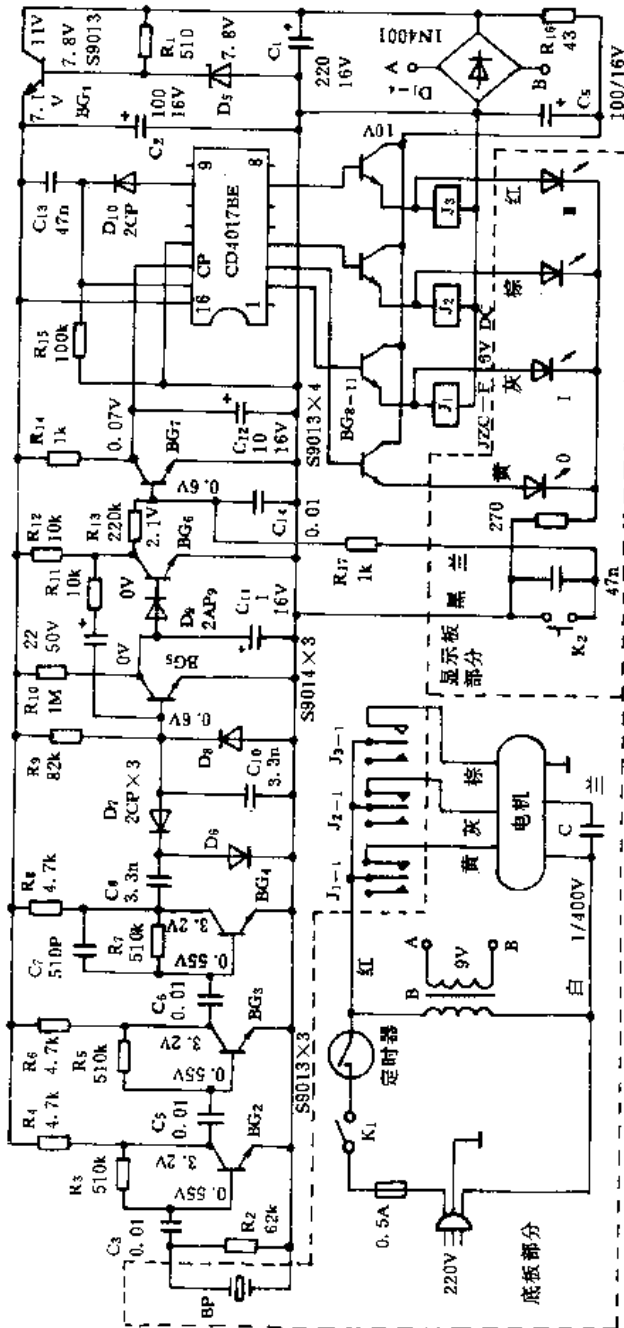 BP
C₃
0.01
R₂
62k
R₃
510k
R₄
4.7k
3.2V
0.55V
BG₂
C₅
0.01
R₅
510k
R₆
4.7k
3.2V
0.55V
BG₃
S9013×3
C₆
0.01
C₇
510P
R₇
510k
R₈
4.7k
3.2V
0.55V
BG₄
C₈
3.3n
D₆
D₇
2CP×3
C₁₀
3.3n
D₈
R₉
82k
R₁₀
1M
0.6V
BG₅
0V
22
50V
S9014×3
R₁₁
10k
R₁₂
10k
0V
D₉
2AP₉
C₁₁
1
16V
BG₆
2.1V
R₁₃
220k
R₁₄
1k
0.07V
BG₇
0.6V
C₁₄
0.01
C₁₂
10
16V
R₁₇
1k
R₁₅
100k
C₁₃
47n
D₁₀
2CP
16
CP
9
CD4017BE
1
8
S9013×4
BG₈₋₁₁
10V
7.1
V
BG₁
11V
7.8V
S9013
C₂
100
16V
R₁
510
D₅
7.8V
C₁
220
16V
1N4001
A
D₁₋₄
B
R₁₆
43
C₅
100/16V
J₁
J₂
J₃
JZC-F 6V DC
红
棕
灰
黄
I
0
270
47n
K₂
黑
兰
显示板
部分
J₁₋₁
J₂₋₁
J₃₋₁
红
黄
灰
棕
电机
C
1/400V
兰
白
A
B
9V
B
定时器
K₁
0.5A
220V
底板部分